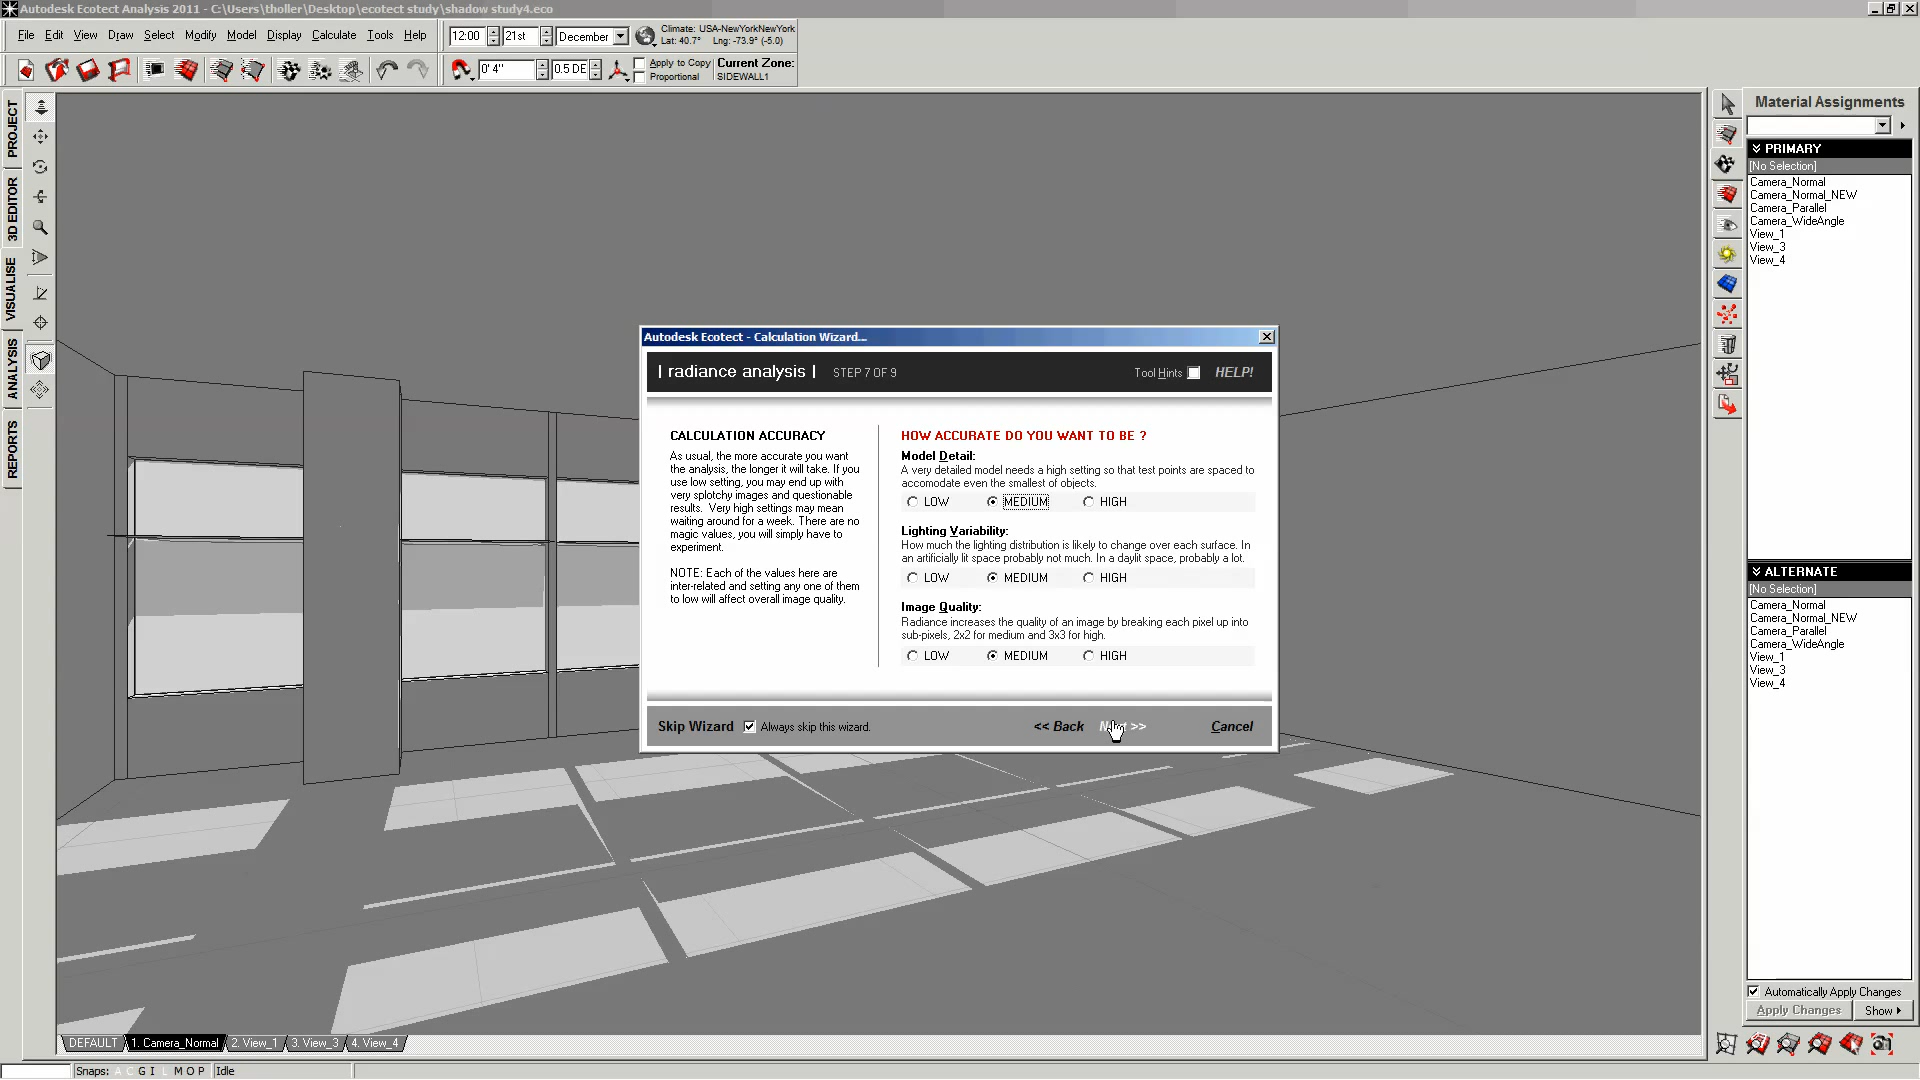 Autodesk Ecotect Analysis 2011 - C:\Users\tholler\Desktop\ecotect study\shadow study4.eco
File Edit View Draw Select Modify Model Display Calculate Tools Help
12:00 21st December
Climate: USA-NewYorkNewYork
Lat: 40.7° Lng: -73.9° (-5.0)
0' 4" 0.5 DE
Apply to Copy
Proportional
Current Zone:
SIDEWALL1
PROJECT
3D EDITOR
VISUALISE
ANALYSIS
REPORTS
Autodesk Ecotect - Calculation Wizard...
| radiance analysis | STEP 7 OF 9
Tool Hints HELP!
CALCULATION ACCURACY
As usual, the more accurate you want
the analysis, the longer it will take. If you
use low setting, you may end up with
very splotchy images and questionable
results. Very high settings may mean
waiting around for a week. There are no
magic values, you will simply have to
experiment.
NOTE: Each of the values here are
inter-related and setting any one of them
to low will affect overall image quality.
HOW ACCURATE DO YOU WANT TO BE ?
Model Detail:
A very detailed model needs a high setting so that test points are spaced to
accomodate even the smallest of objects.
LOW MEDIUM HIGH
Lighting Variability:
How much the lighting distribution is likely to change over each surface. In
an artificially lit space probably not much. In a daylit space, probably a lot.
LOW MEDIUM HIGH
Image Quality:
Radiance increases the quality of an image by breaking each pixel up into
sub-pixels, 2x2 for medium and 3x3 for high.
LOW MEDIUM HIGH
Skip Wizard Always skip this wizard.
<< Back >> Cancel
Material Assignments
PRIMARY
[No Selection]
Camera_Normal
Camera_Normal_NEW
Camera_Parallel
Camera_WideAngle
View_1
View_3
View_4
ALTERNATE
[No Selection]
Camera_Normal
Camera_Normal_NEW
Camera_Parallel
Camera_WideAngle
View_1
View_3
View_4
Automatically Apply Changes
Apply Changes Show
DEFAULT 1. Camera_Normal 2. View_1 3. View_3 4. View_4
Snaps: A C G I L M O P Idle